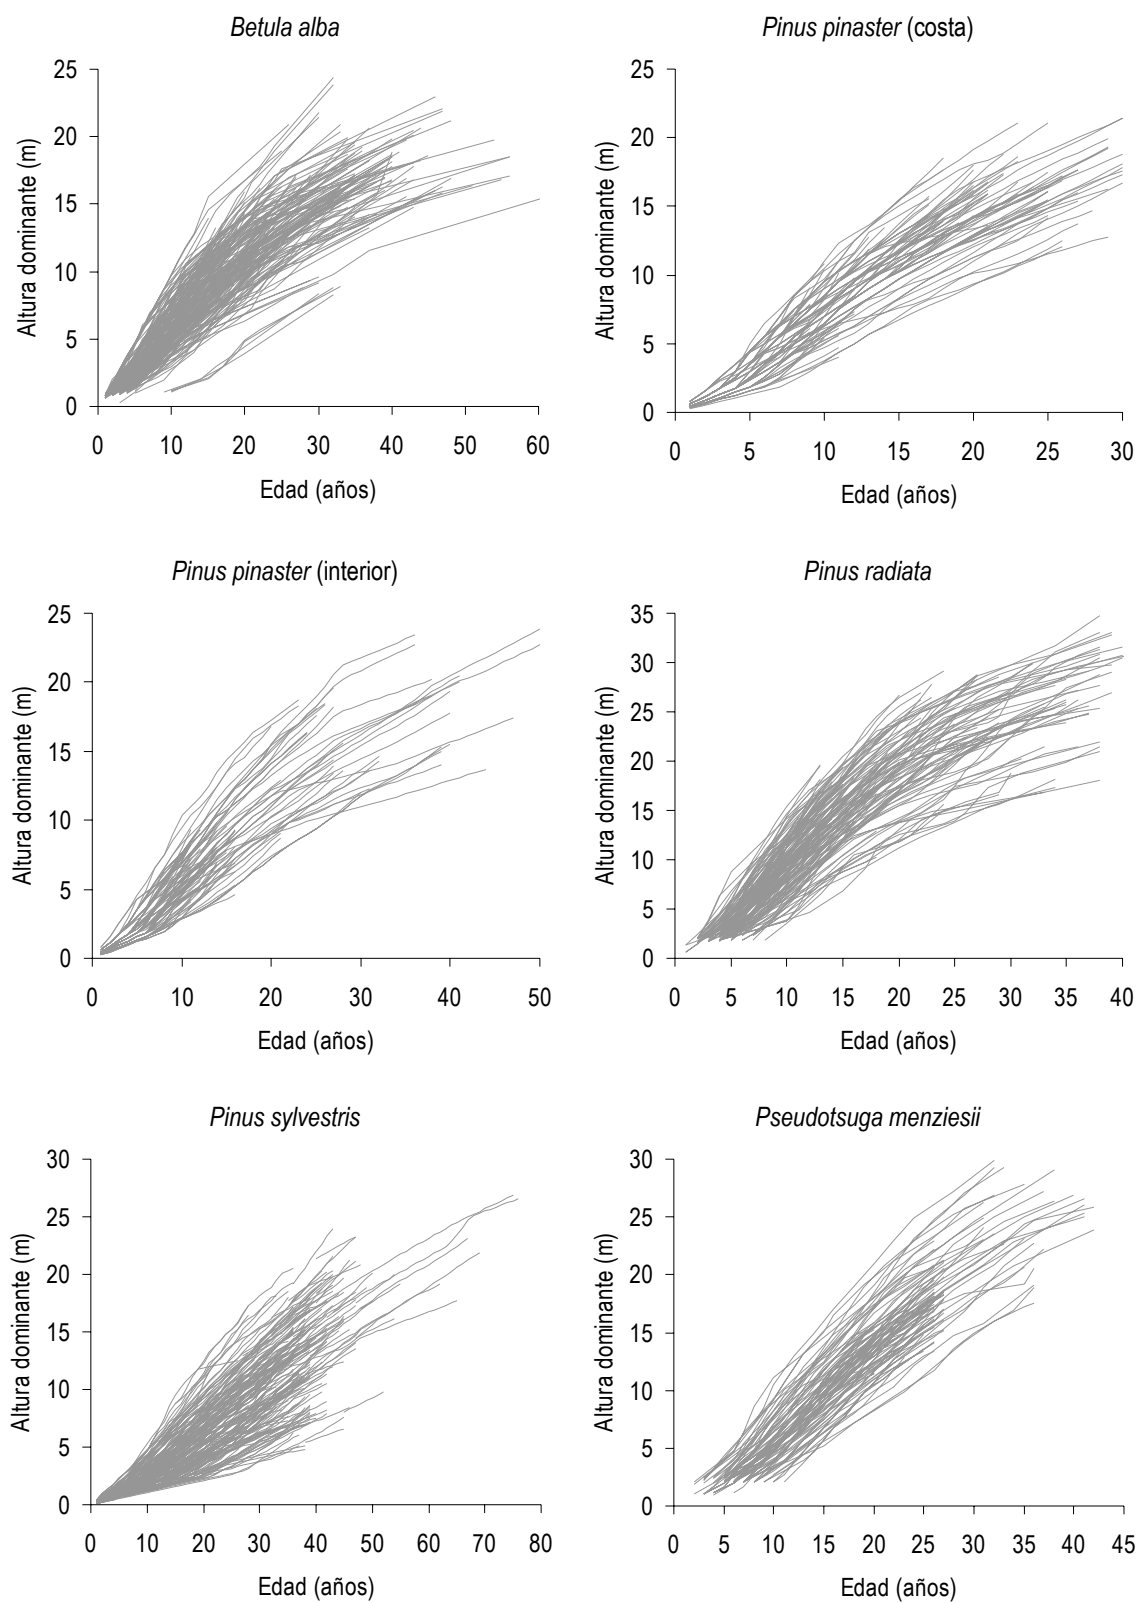 Betula alba
Altura dominante (m)
25
20
15
10
5
0
0 10 20 30 40 50 60
Edad (años)
Pinus pinaster (costa)
Altura dominante (m)
25
20
15
10
5
0
0 5 10 15 20 25 30
Edad (años)
Pinus pinaster (interior)
Altura dominante (m)
25
20
15
10
5
0
0 10 20 30 40 50
Edad (años)
Pinus radiata
Altura dominante (m)
35
30
25
20
15
10
5
0
0 5 10 15 20 25 30 35 40
Edad (años)
Pinus sylvestris
Altura dominante (m)
30
25
20
15
10
5
0
0 10 20 30 40 50 60 70 80
Edad (años)
Pseudotsuga menziesii
Altura dominante (m)
30
25
20
15
10
5
0
0 5 10 15 20 25 30 35 40 45
Edad (años)